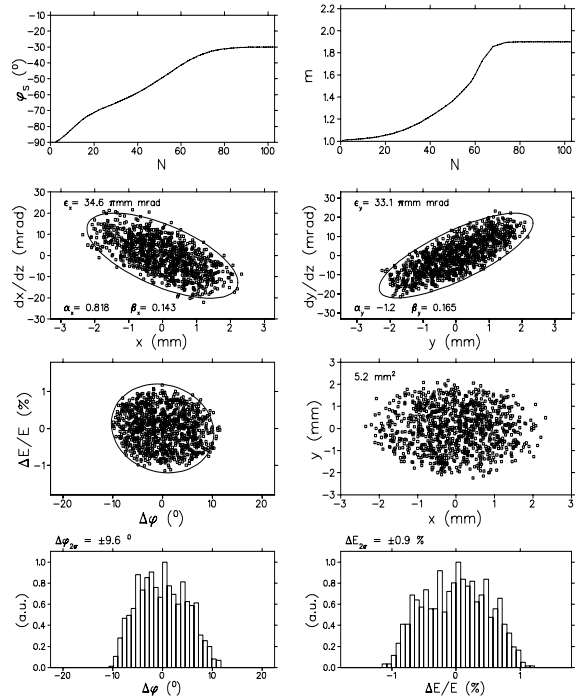 −10
−20
−30
−40
−50
−60
−70
−80
−90
φs (°)
0 20 40 60 80 100
N
2.2
2.0
1.8
1.6
1.4
1.2
1.0
m
0 20 40 60 80 100
N
30
20
10
0
−10
−20
−30
dx/dz (mrad)
εx= 34.6 πmm mrad
αx= 0.818 βx= 0.143
−3 −2 −1 0 1 2 3
x (mm)
30
20
10
0
−10
−20
−30
dy/dz (mrad)
εy= 33.1 πmm mrad
αy= −1.2 βy= 0.165
−3 −2 −1 0 1 2 3
y (mm)
1
0
−1
ΔE/E (%)
−20 −10 0 10 20
Δφ (°)
3
2
1
0
−1
−2
−3
y (mm)
5.2 mm²
−3 −2 −1 0 1 2 3
x (mm)
Δφ2σ = ±9.6 °
1.0
0.8
0.6
0.4
0.2
0.0
(a.u.)
−20 −10 0 10 20
Δφ (°)
ΔE2σ = ±0.9 %
1.0
0.8
0.6
0.4
0.2
0.0
(a.u.)
−1 0 1
ΔE/E (%)